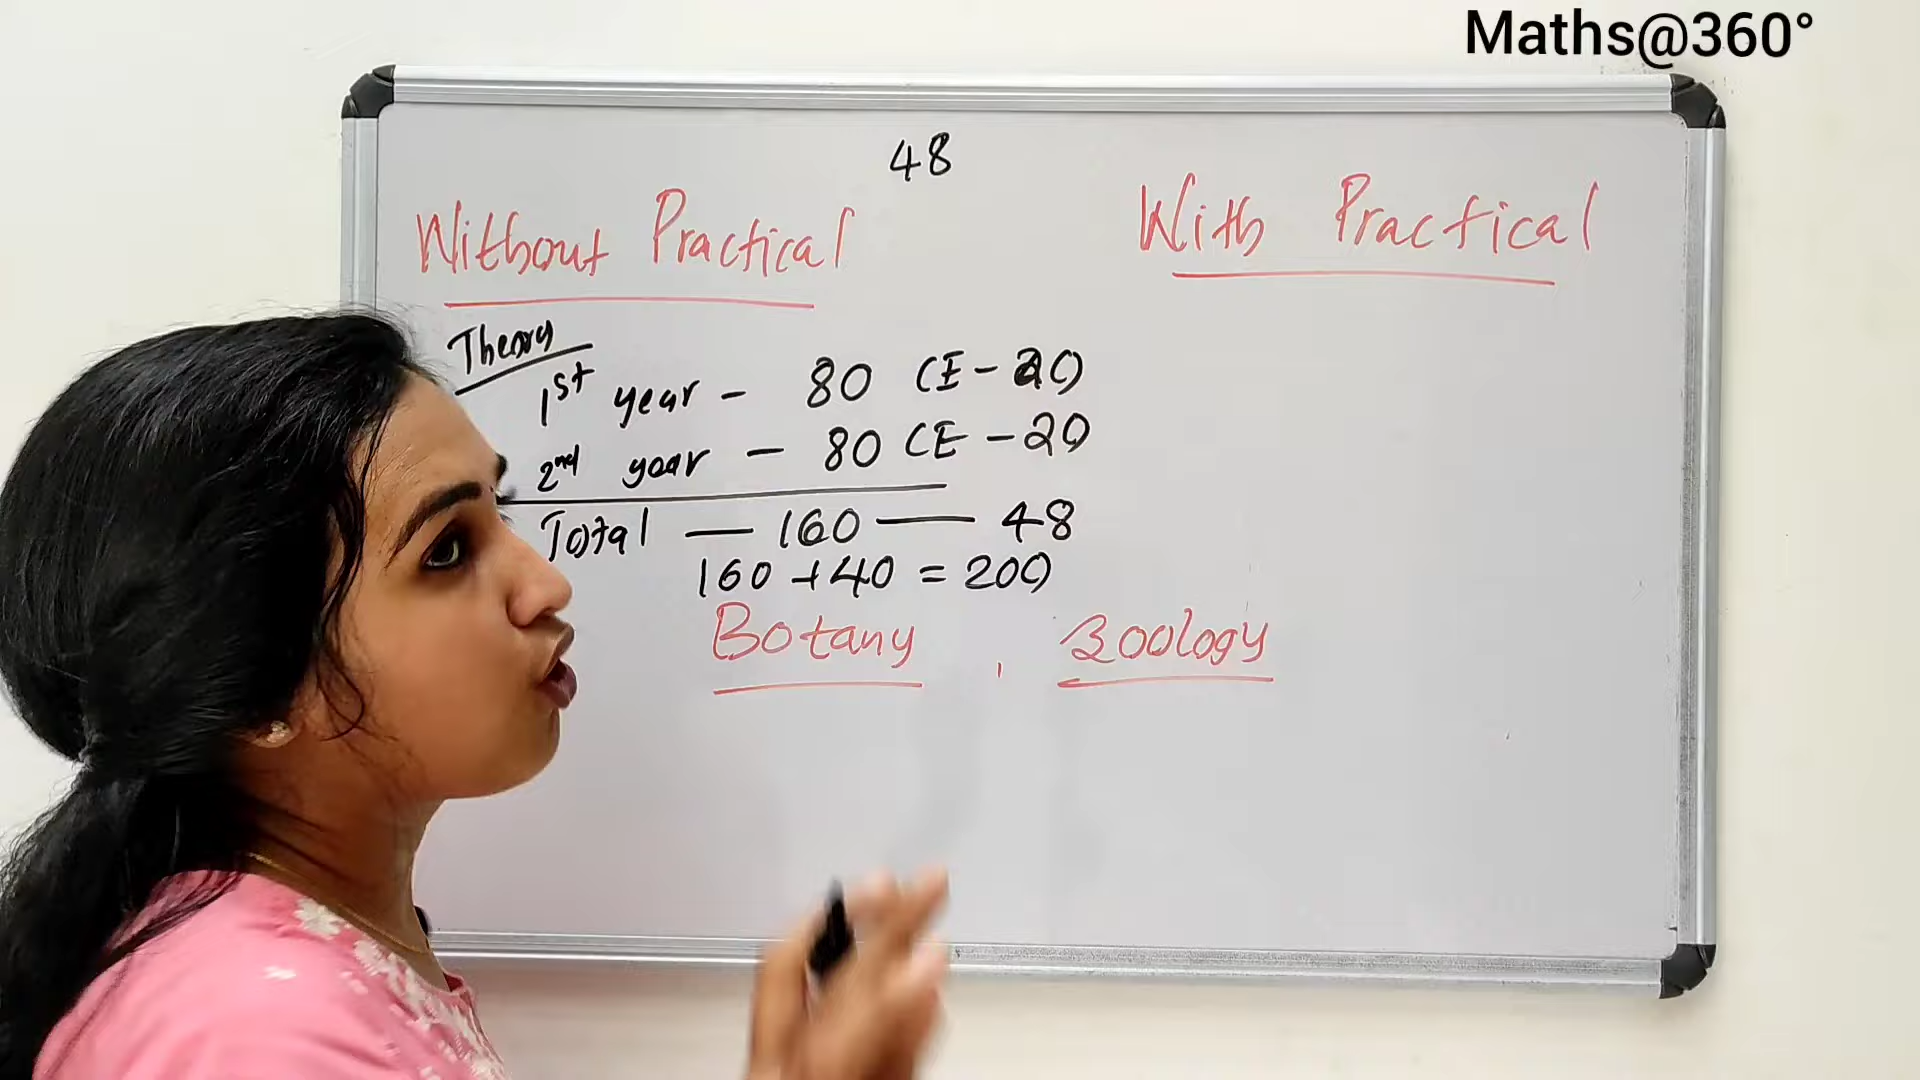 Maths@360°
48
Without Practical
With Practical
Theory
1st year - 80 CE - 20
2nd year - 80 CE - 20
Total — 160 — 48
160 + 40 = 200
Botany , Zoology